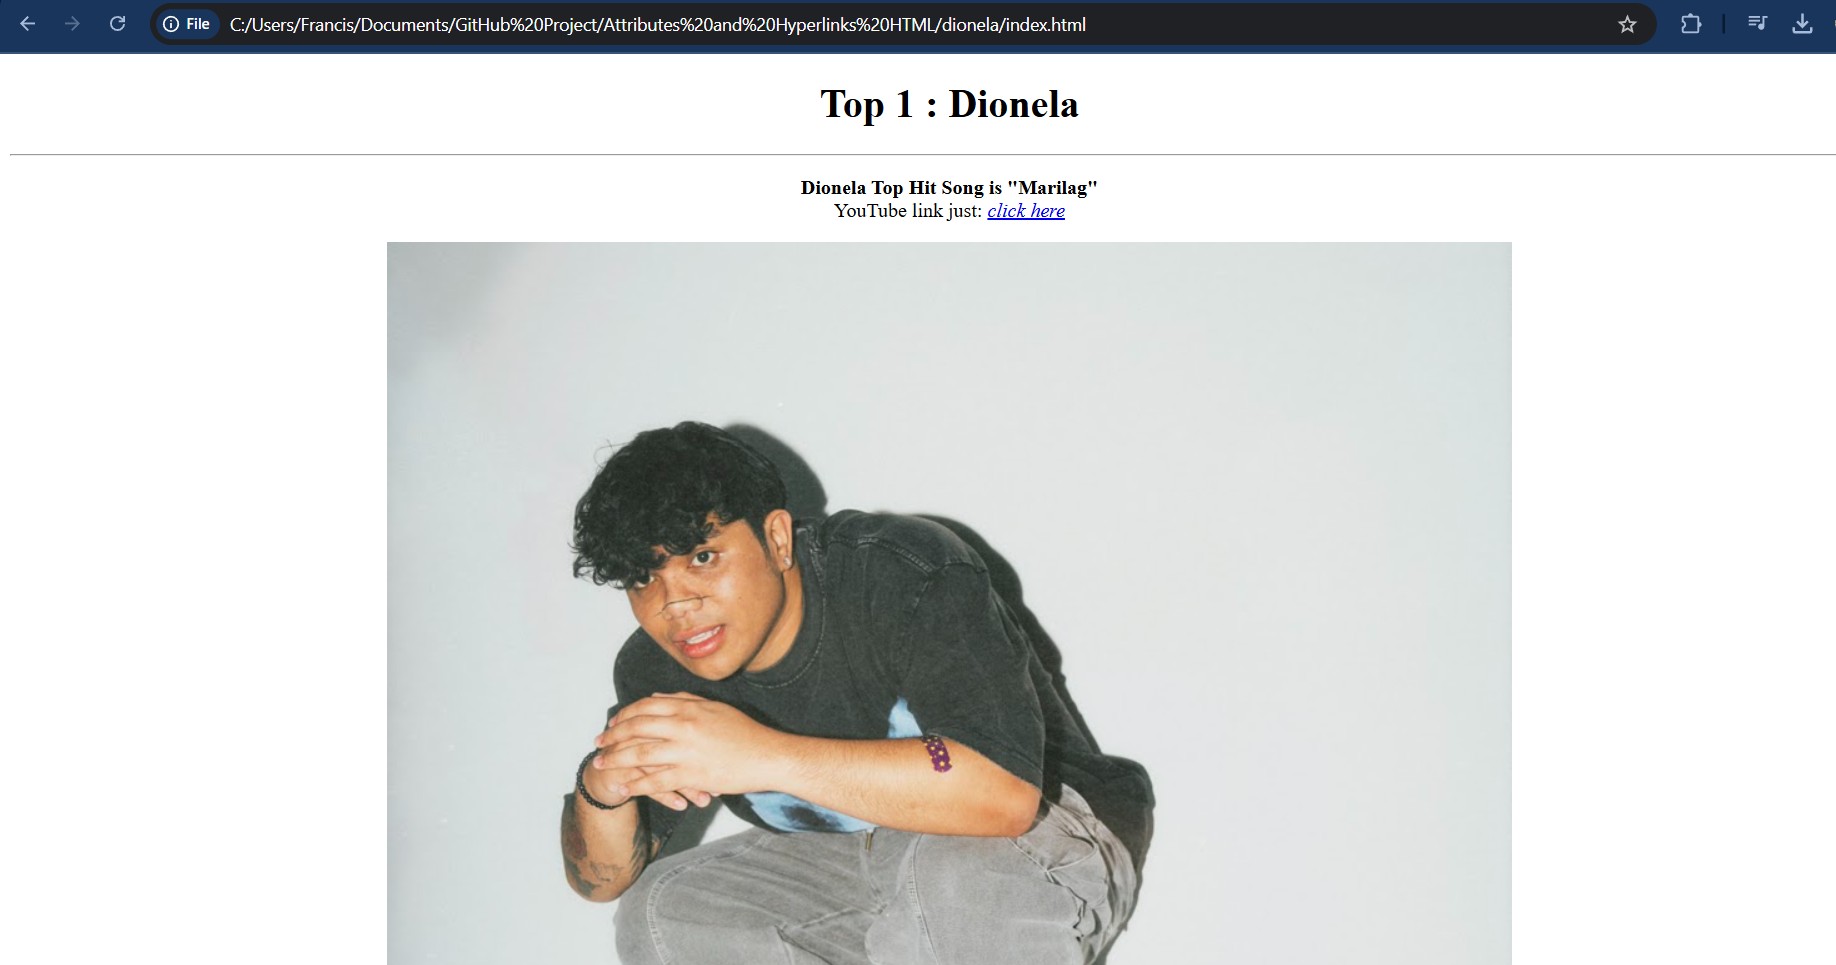 File C:/Users/Francis/Documents/GitHub%20Project/Attributes%20and%20Hyperlinks%20HTML/dionela/index.html
Top 1 : Dionela
Dionela Top Hit Song is "Marilag"
YouTube link just: click here